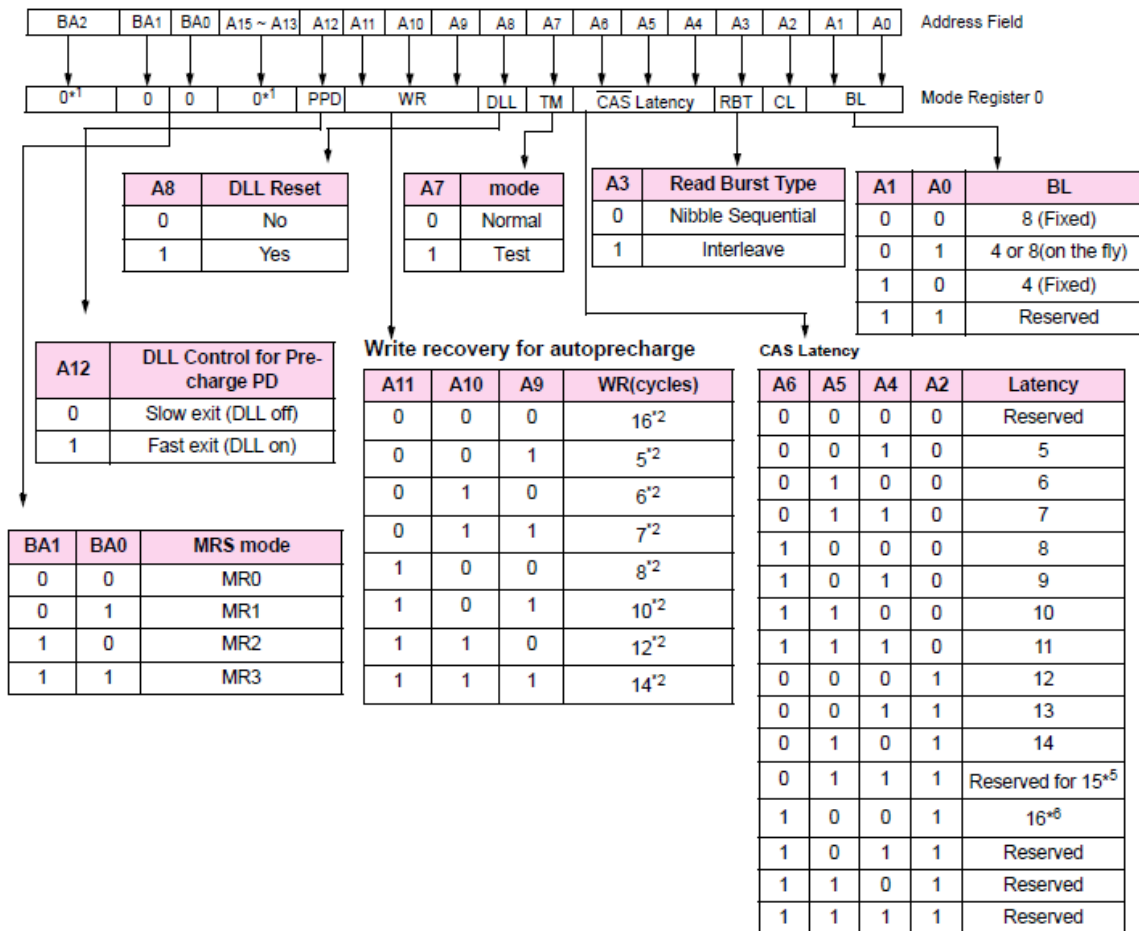 BA2 BA1 BA0 A15 ~ A13 A12 A11 A10 A9 A8 A7 A6 A5 A4 A3 A2 A1 A0 Address Field
0*1 0 0 0*1 PPD WR DLL TM CAS Latency RBT CL BL Mode Register 0
A8 DLL Reset
0 No
1 Yes
A7 mode
0 Normal
1 Test
A3 Read Burst Type
0 Nibble Sequential
1 Interleave
A1 A0 BL
0 0 8 (Fixed)
0 1 4 or 8(on the fly)
1 0 4 (Fixed)
1 1 Reserved
A12 DLL Control for Pre-
charge PD
0 Slow exit (DLL off)
1 Fast exit (DLL on)
BA1 BA0 MRS mode
0 0 MR0
0 1 MR1
1 0 MR2
1 1 MR3
Write recovery for autoprecharge
A11 A10 A9 WR(cycles)
0 0 0 16*2
0 0 1 5*2
0 1 0 6*2
0 1 1 7*2
1 0 0 8*2
1 0 1 10*2
1 1 0 12*2
1 1 1 14*2
CAS Latency
A6 A5 A4 A2 Latency
0 0 0 0 Reserved
0 0 1 0 5
0 1 0 0 6
0 1 1 0 7
1 0 0 0 8
1 0 1 0 9
1 1 0 0 10
1 1 1 0 11
0 0 0 1 12
0 0 1 1 13
0 1 0 1 14
0 1 1 1 Reserved for 15*5
1 0 0 1 16*6
1 0 1 1 Reserved
1 1 0 1 Reserved
1 1 1 1 Reserved